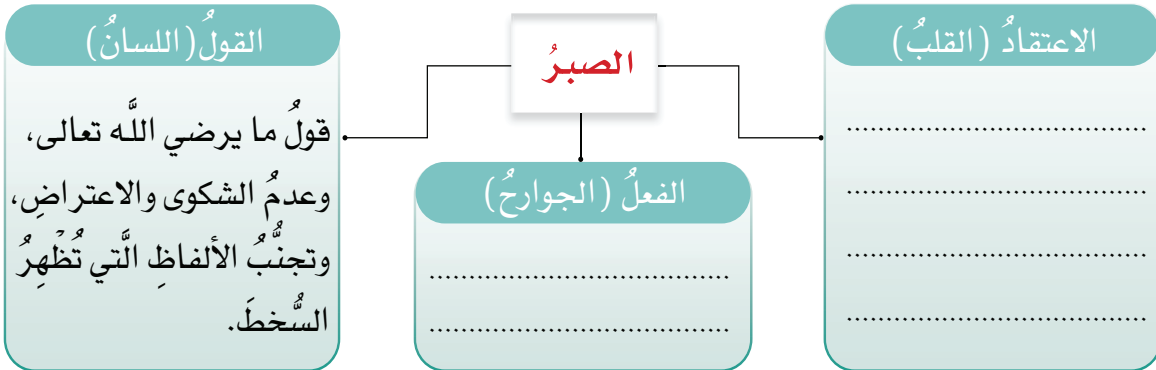 الصبرُ
الاعتقادُ (القلبُ)
....................................
....................................
....................................
....................................
الفعلُ (الجوارحُ)
....................................
....................................
القولُ (اللسانُ)
قولُ ما يرضي اللَّه تعالى،
وعدمُ الشكوى والاعتراضِ،
وتجنُّبُ الألفاظِ الَّتي تُظْهِرُ
السُّخطَ.